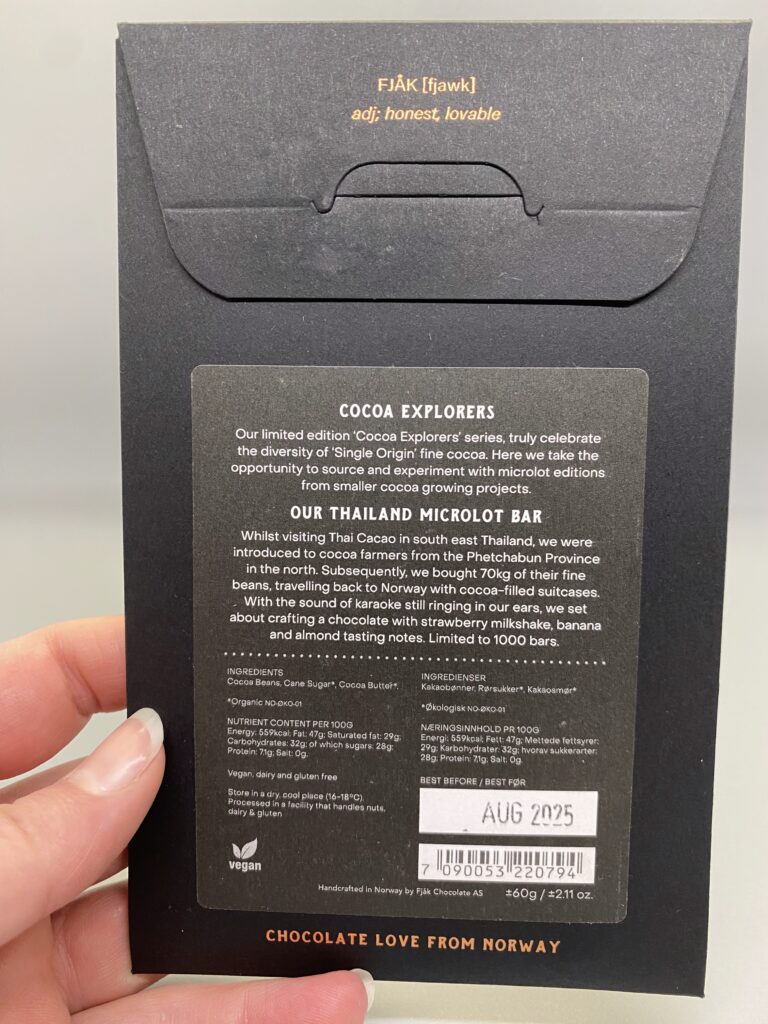 FJÅK [fjawk]
adj; honest, lovable
COCOA EXPLORERS
Our limited edition 'Cocoa Explorers' series, truly celebrate
the diversity of 'Single Origin' fine cocoa. Here we take the
opportunity to source and experiment with microlot editions
from smaller cocoa growing projects.
OUR THAILAND MICROLOT BAR
Whilst visiting Thai Cacao in south east Thailand, we were
introduced to cocoa farmers from the Phetchabun Province
in the north. Subsequently, we bought 70kg of their fine
beans, travelling back to Norway with cocoa-filled suitcases.
With the sound of karaoke still ringing in our ears, we set
about crafting a chocolate with strawberry milkshake, banana
and almond tasting notes. Limited to 1000 bars.
INGREDIENTS
Cocoa Beans, Cane Sugar*, Cocoa Butter*.
*Organic NO-ØKO-01
NUTRIENT CONTENT PER 100G
Energy: 559kcal; Fat: 47g; Saturated fat: 29g;
Carbohydrates: 32g; of which sugars: 28g;
Protein: 7.1g; Salt: 0g.
Vegan, dairy and gluten free
Store in a dry, cool place (16-18ºC).
Processed in a facility that handles nuts,
dairy & gluten
vegan
INGREDIENSER
Kakaobønner, Rørsukker*, Kakaosmør*
*Økologisk NO-ØKO-01
NÆRINGSINNHOLD PR 100G
Energi: 559kcal; Fett: 47g; Mettede fettsyrer:
29g; Karbohydrater: 32g; hvorav sukkerarter:
28g; Protein: 7.1g; Salt: 0g.
BEST BEFORE / BEST FØR
AUG 2025
7 090053 220794
Handcrafted in Norway by Fjåk Chocolate AS
±60g / ±2.11 oz.
CHOCOLATE LOVE FROM NORWAY